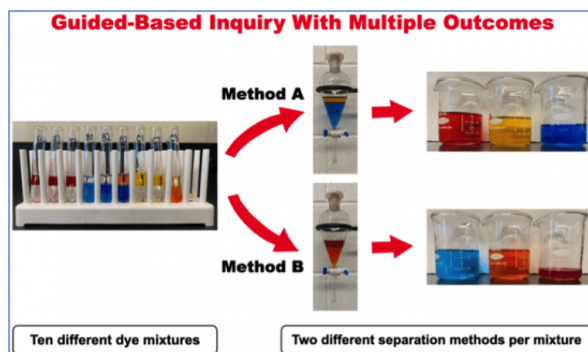 Guided-Based Inquiry With Multiple Outcomes
Method A
Method B
Ten different dye mixtures
Two different separation methods per mixture